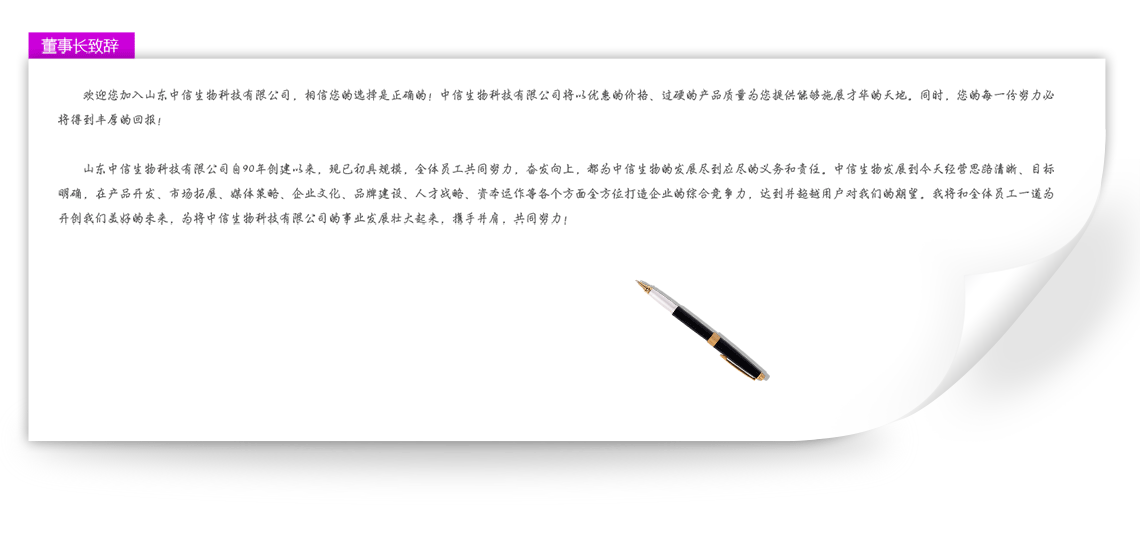 董事长致辞
欢迎您加入山东中信生物科技有限公司，相信您的选择是正确的！中信生物科技有限公司将以优惠的价格、过硬的产品质量为您提供能够施展才华的天地。同时，您的每一份努力必
将得到丰厚的回报！
山东中信生物科技有限公司自90年创建以来，现已初具规模，全体员工共同努力，奋发向上，都为中信生物的发展尽到应尽的义务和责任。中信生物发展到今天经营思路清晰、目标
明确，在产品开发、市场拓展、媒体策略、企业文化、品牌建设、人才战略、资本运作等各个方面全方位打造企业的综合竞争力，达到并超越用户对我们的期望。我将和全体员工一道为
开创我们美好的未来，为将中信生物科技有限公司的事业发展壮大起来，携手并肩，共同努力！